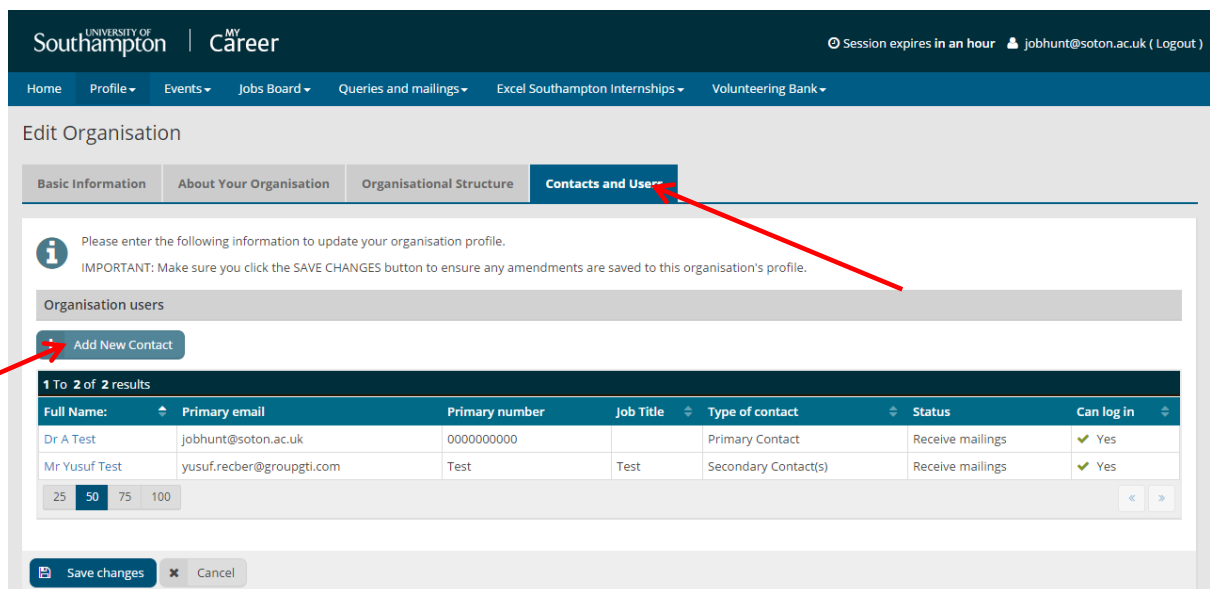 UNIVERSITY OF Southampton | MY Career
Session expires in an hour jobhunt@soton.ac.uk ( Logout )
Home Profile Events Jobs Board Queries and mailings Excel Southampton Internships Volunteering Bank
Edit Organisation
Basic Information About Your Organisation Organisational Structure Contacts and Users
Please enter the following information to update your organisation profile.
IMPORTANT: Make sure you click the SAVE CHANGES button to ensure any amendments are saved to this organisation's profile.
Organisation users
Add New Contact
1 To 2 of 2 results
Full Name: Primary email Primary number Job Title Type of contact Status Can log in
Dr A Test jobhunt@soton.ac.uk 0000000000 Primary Contact Receive mailings Yes
Mr Yusuf Test yusuf.recber@groupgti.com Test Test Secondary Contact(s) Receive mailings Yes
25 50 75 100 « »
Save changes Cancel